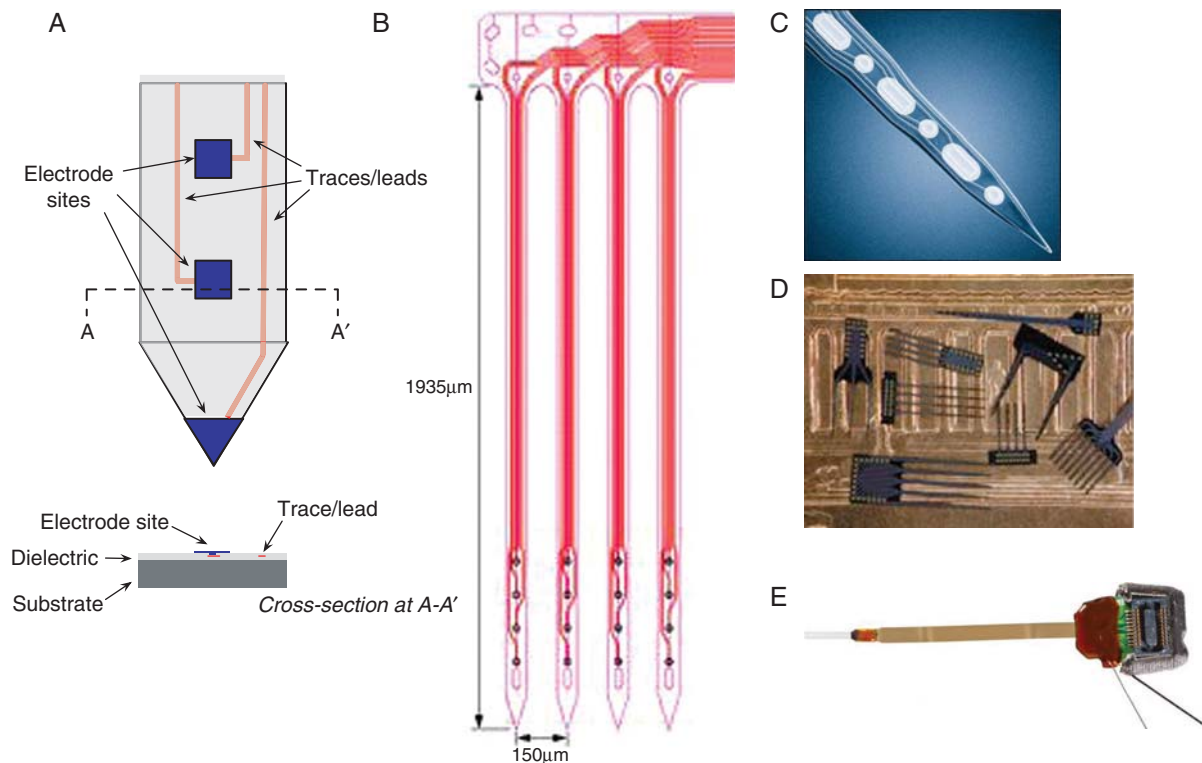 A
Electrode
sites
Traces/leads
A
A′
Electrode site
Trace/lead
Dielectric
Substrate
Cross-section at A-A′
B
1935μm
150μm
C
D
E